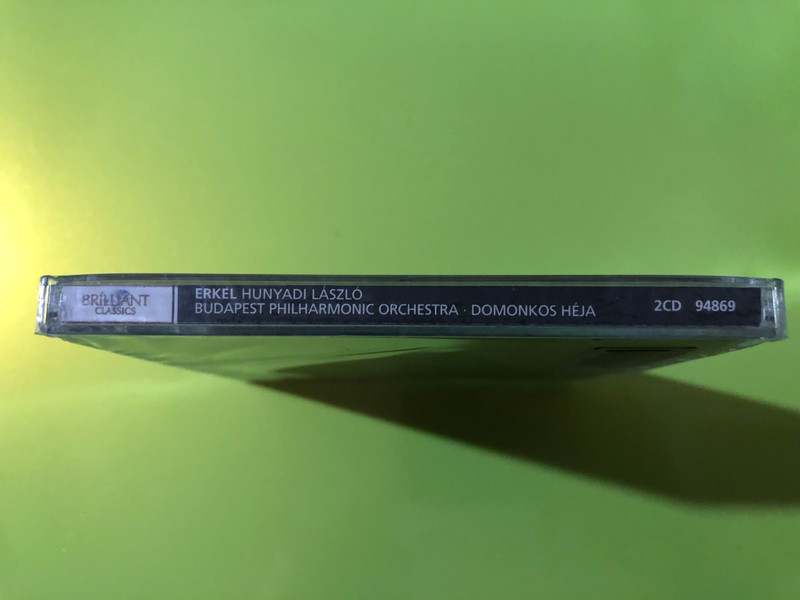 BRILLIANT
CLASSICS
ERKEL HUNYADI LÁSZLÓ
BUDAPEST PHILHARMONIC ORCHESTRA · DOMONKOS HÉJA
2CD 94869